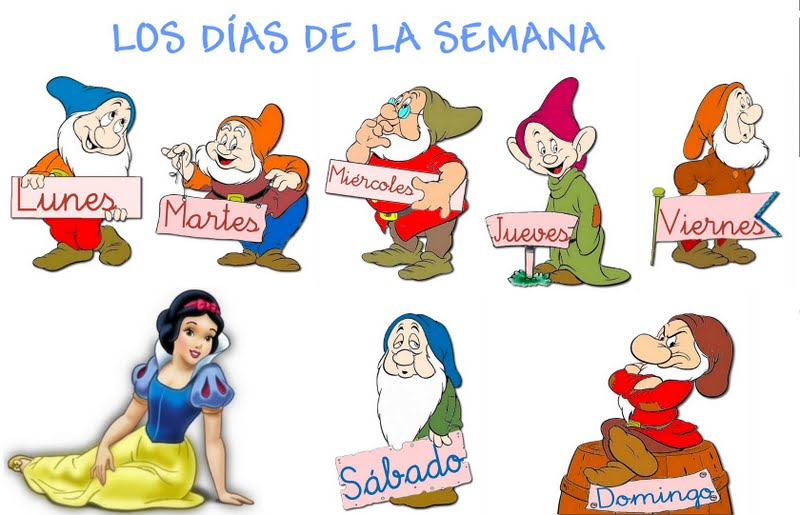 LOS DÍAS DE LA SEMANA
Lunes
Martes
Miércoles
Jueves
Viernes
Sábado
Domingo